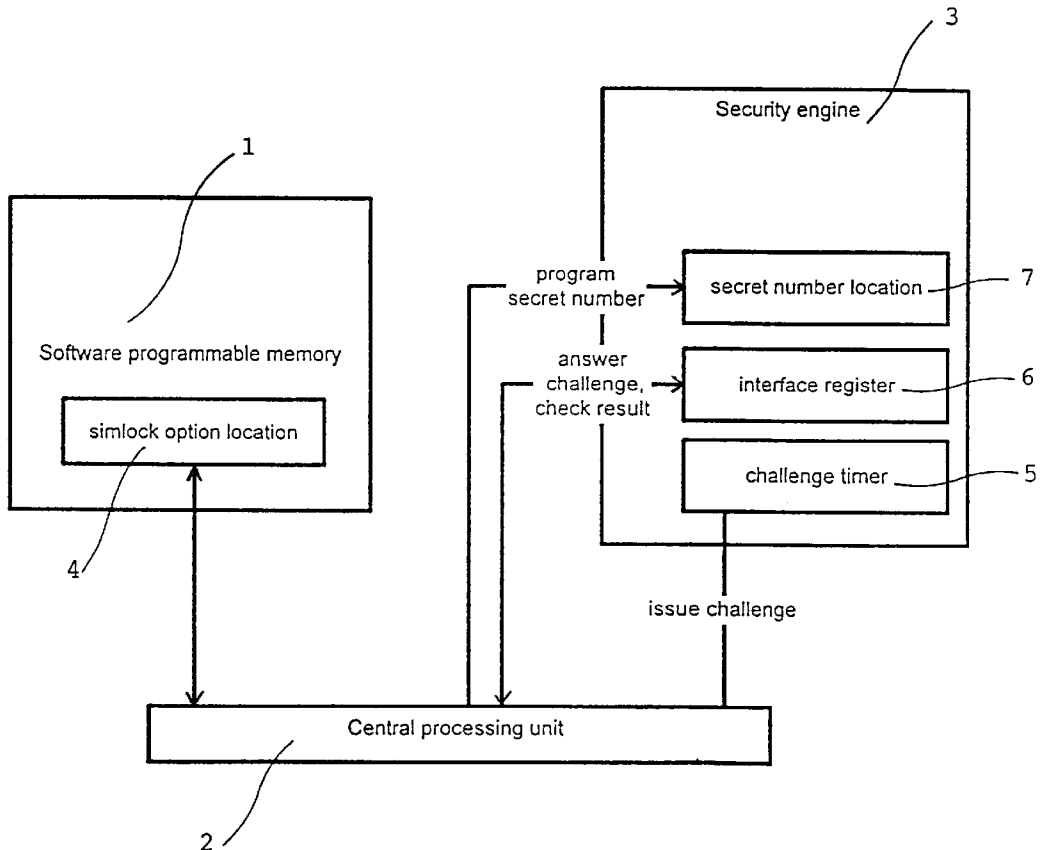 3
Security engine
1
program
secret number
secret number location
7
Software programmable memory
answer
challenge,
check result
interface register
6
simlock option location
challenge timer
5
4
issue challenge
Central processing unit
2